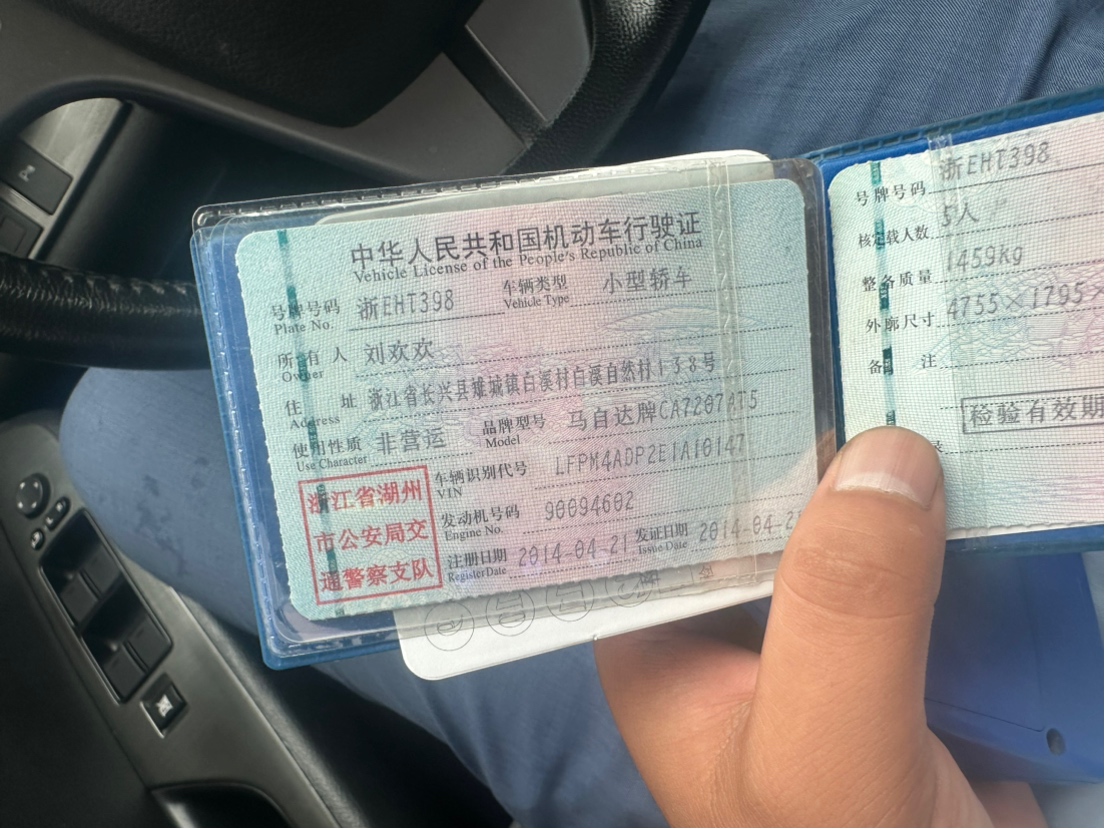 中华人民共和国机动车行驶证
Vehicle License of the People's Republic of China
号牌号码 浙EHT398 车辆类型 小型轿车
Plate No. Vehicle Type
所有人 刘欢欢
Owner
住址 浙江省长兴县雉城镇白溪村白溪自然村138号
Address
使用性质 非营运 品牌型号 马自达牌CA7207AT5
Use Character Model
浙江省湖州
市公安局交
通警察支队
车辆识别代号 LFPM4ADP2E1A10147
VIN
发动机号码 90094602
Engine No.
注册日期 2014-04-21 发证日期 2014-04-2
Register Date Issue Date
号牌号码 浙EHT398
核定载人数 5人
整备质量 1459kg
外廓尺寸 4755×1795×
备注
检验有效期